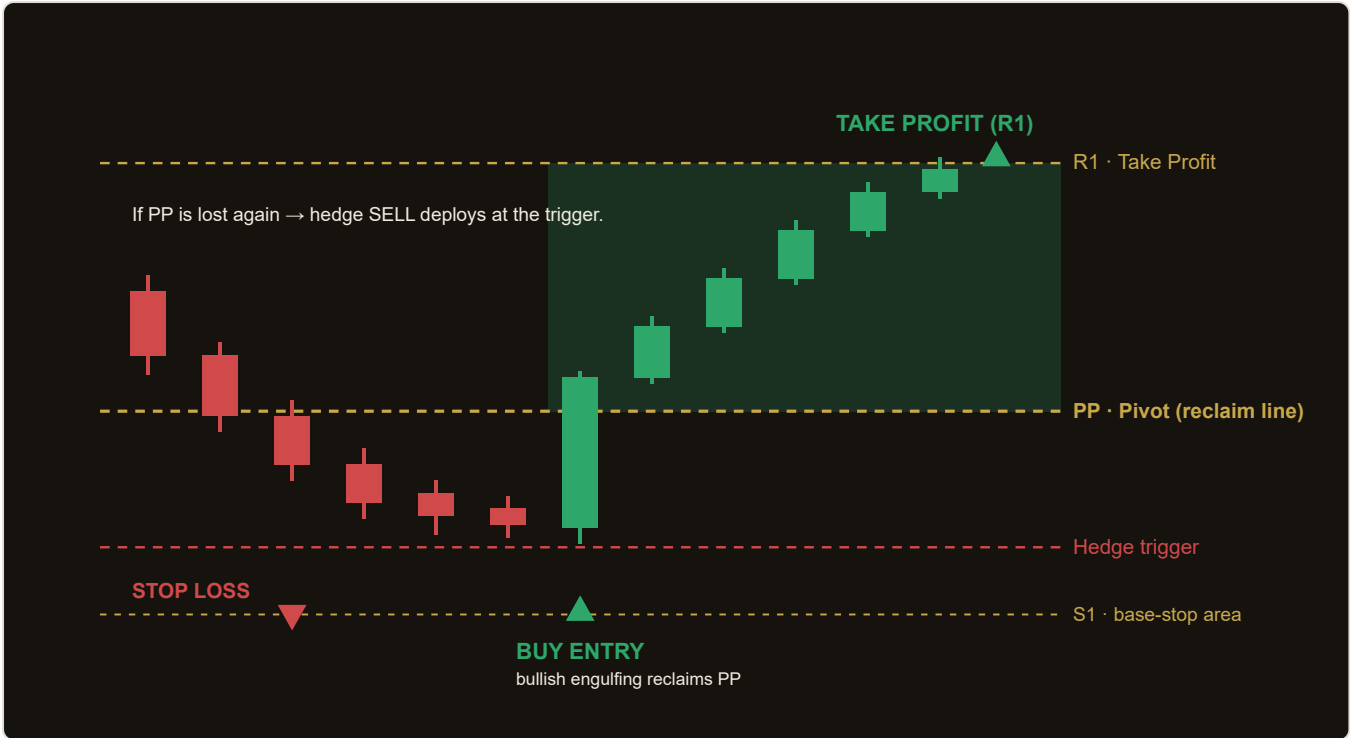 TAKE PROFIT (R1)
R1 · Take Profit
If PP is lost again → hedge SELL deploys at the trigger.
PP · Pivot (reclaim line)
Hedge trigger
STOP LOSS
S1 · base-stop area
BUY ENTRY
bullish engulfing reclaims PP